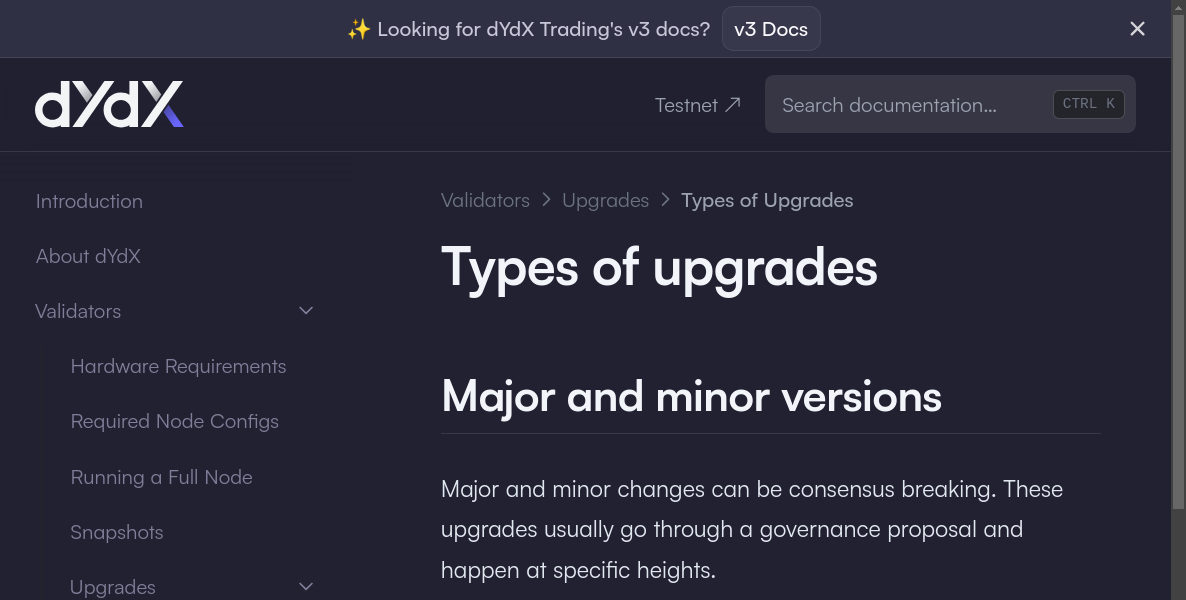 ✨ Looking for dYdX Trading's v3 docs? v3 Docs
dYdX
Testnet ↗ Search documentation… CTRL K
Introduction
About dYdX
Validators
Hardware Requirements
Required Node Configs
Running a Full Node
Snapshots
Upgrades
Validators > Upgrades > Types of Upgrades
Types of upgrades
Major and minor versions
Major and minor changes can be consensus breaking. These
upgrades usually go through a governance proposal and
happen at specific heights.